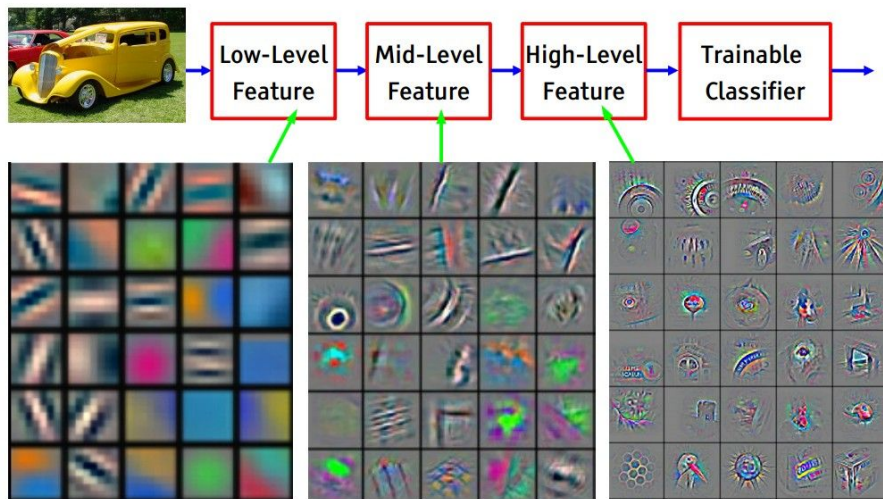 Low-Level
Feature
Mid-Level
Feature
High-Level
Feature
Trainable
Classifier